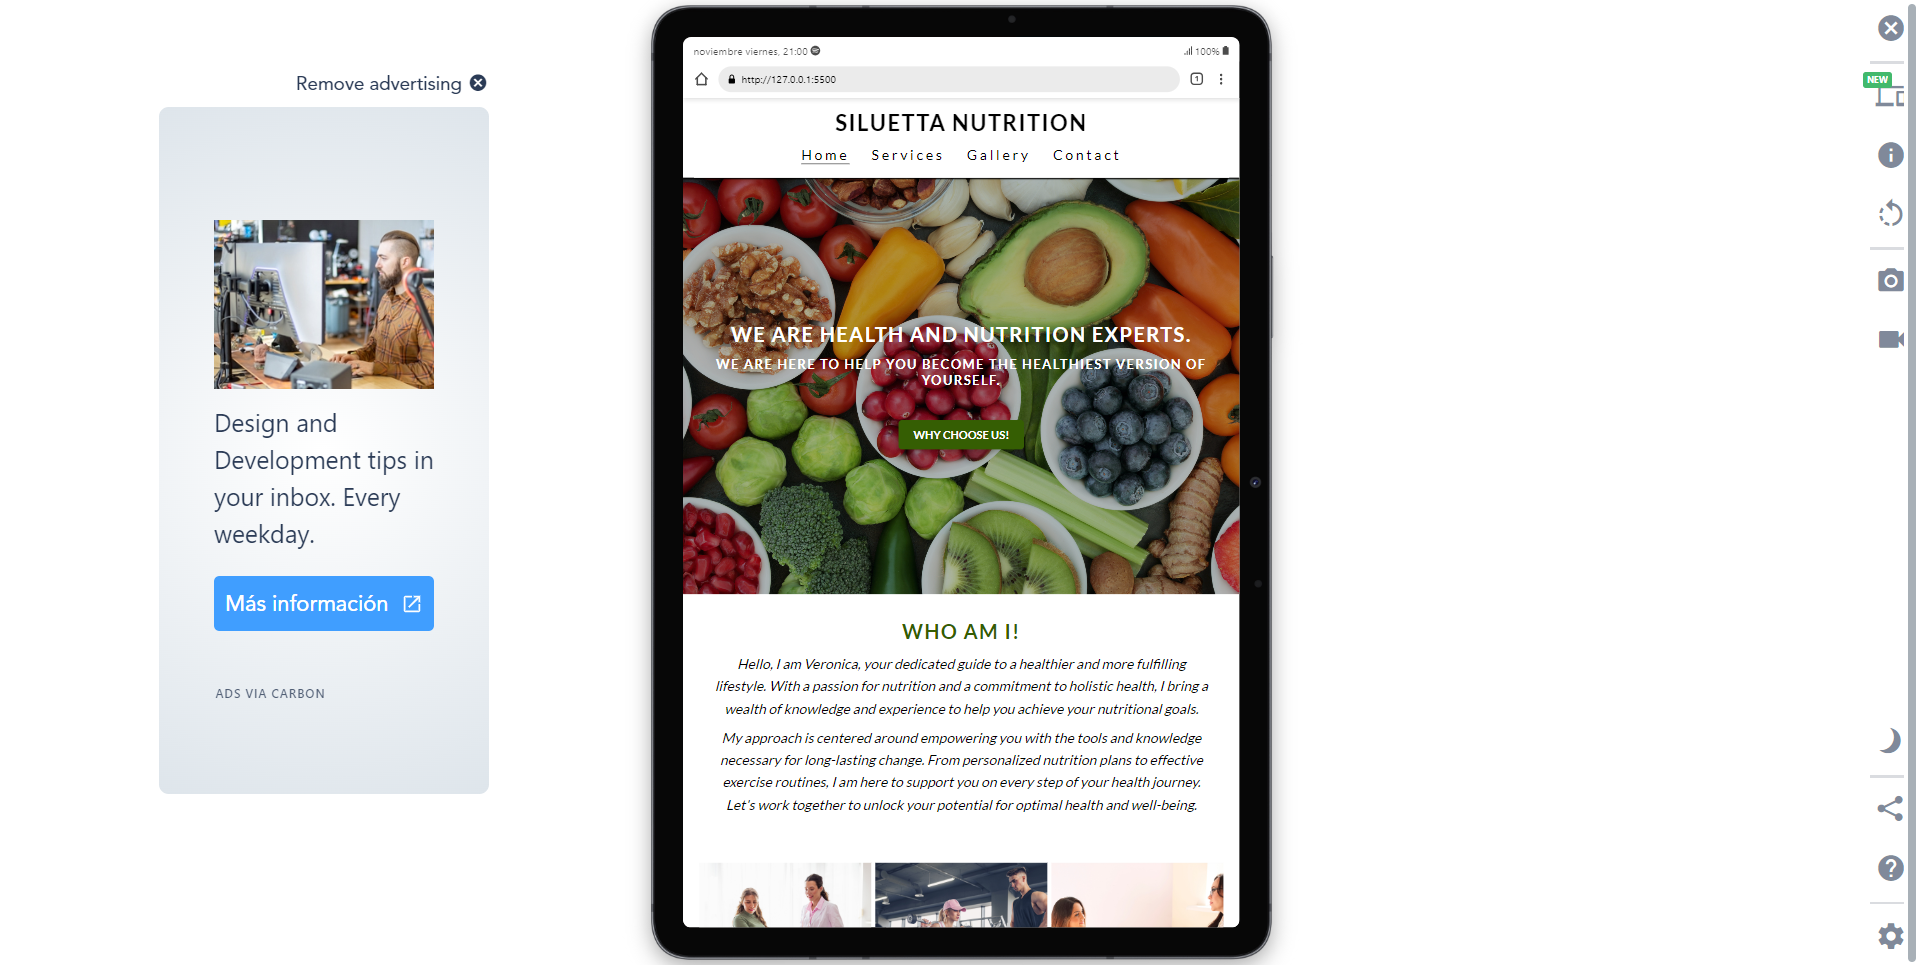 Remove advertising
Design and
Development tips in
your inbox. Every
weekday.
Más información
ADS VIA CARBON
noviembre viernes, 21:00
100%
http://127.0.0.1:5500
1
SILUETTA NUTRITION
Home Services Gallery Contact
WE ARE HEALTH AND NUTRITION EXPERTS.
WE ARE HERE TO HELP YOU BECOME THE HEALTHIEST VERSION OF
YOURSELF.
WHY CHOOSE US!
WHO AM I!
Hello, I am Veronica, your dedicated guide to a healthier and more fulfilling
lifestyle. With a passion for nutrition and a commitment to holistic health, I bring a
wealth of knowledge and experience to help you achieve your nutritional goals.
My approach is centered around empowering you with the tools and knowledge
necessary for long-lasting change. From personalized nutrition plans to effective
exercise routines, I am here to support you on every step of your health journey.
Let's work together to unlock your potential for optimal health and well-being.
NEW